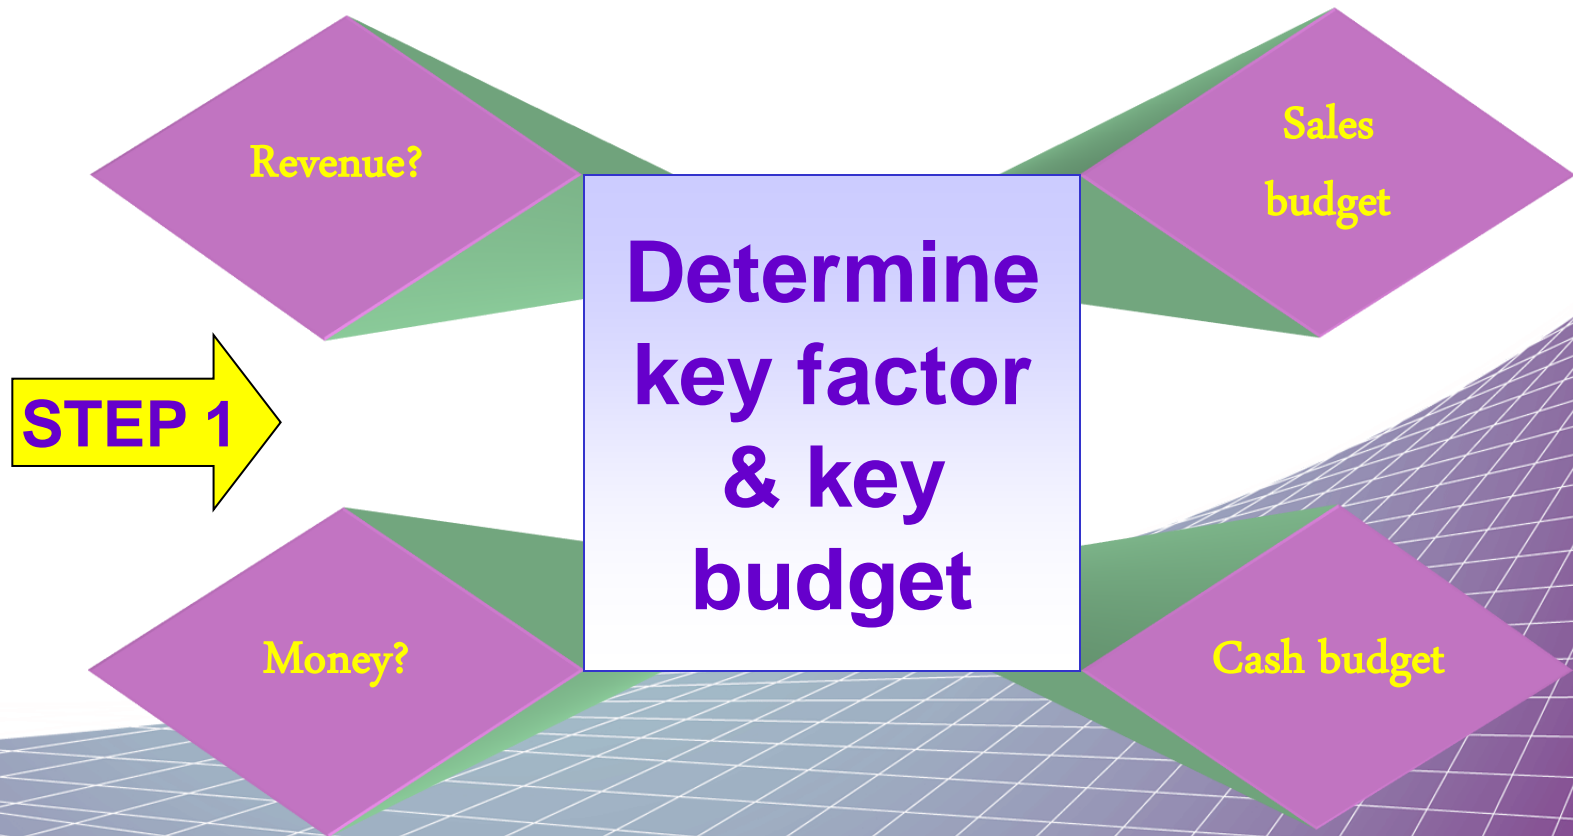 Revenue?
Sales
budget
Determine
key factor
& key
budget
STEP 1
Money?
Cash budget